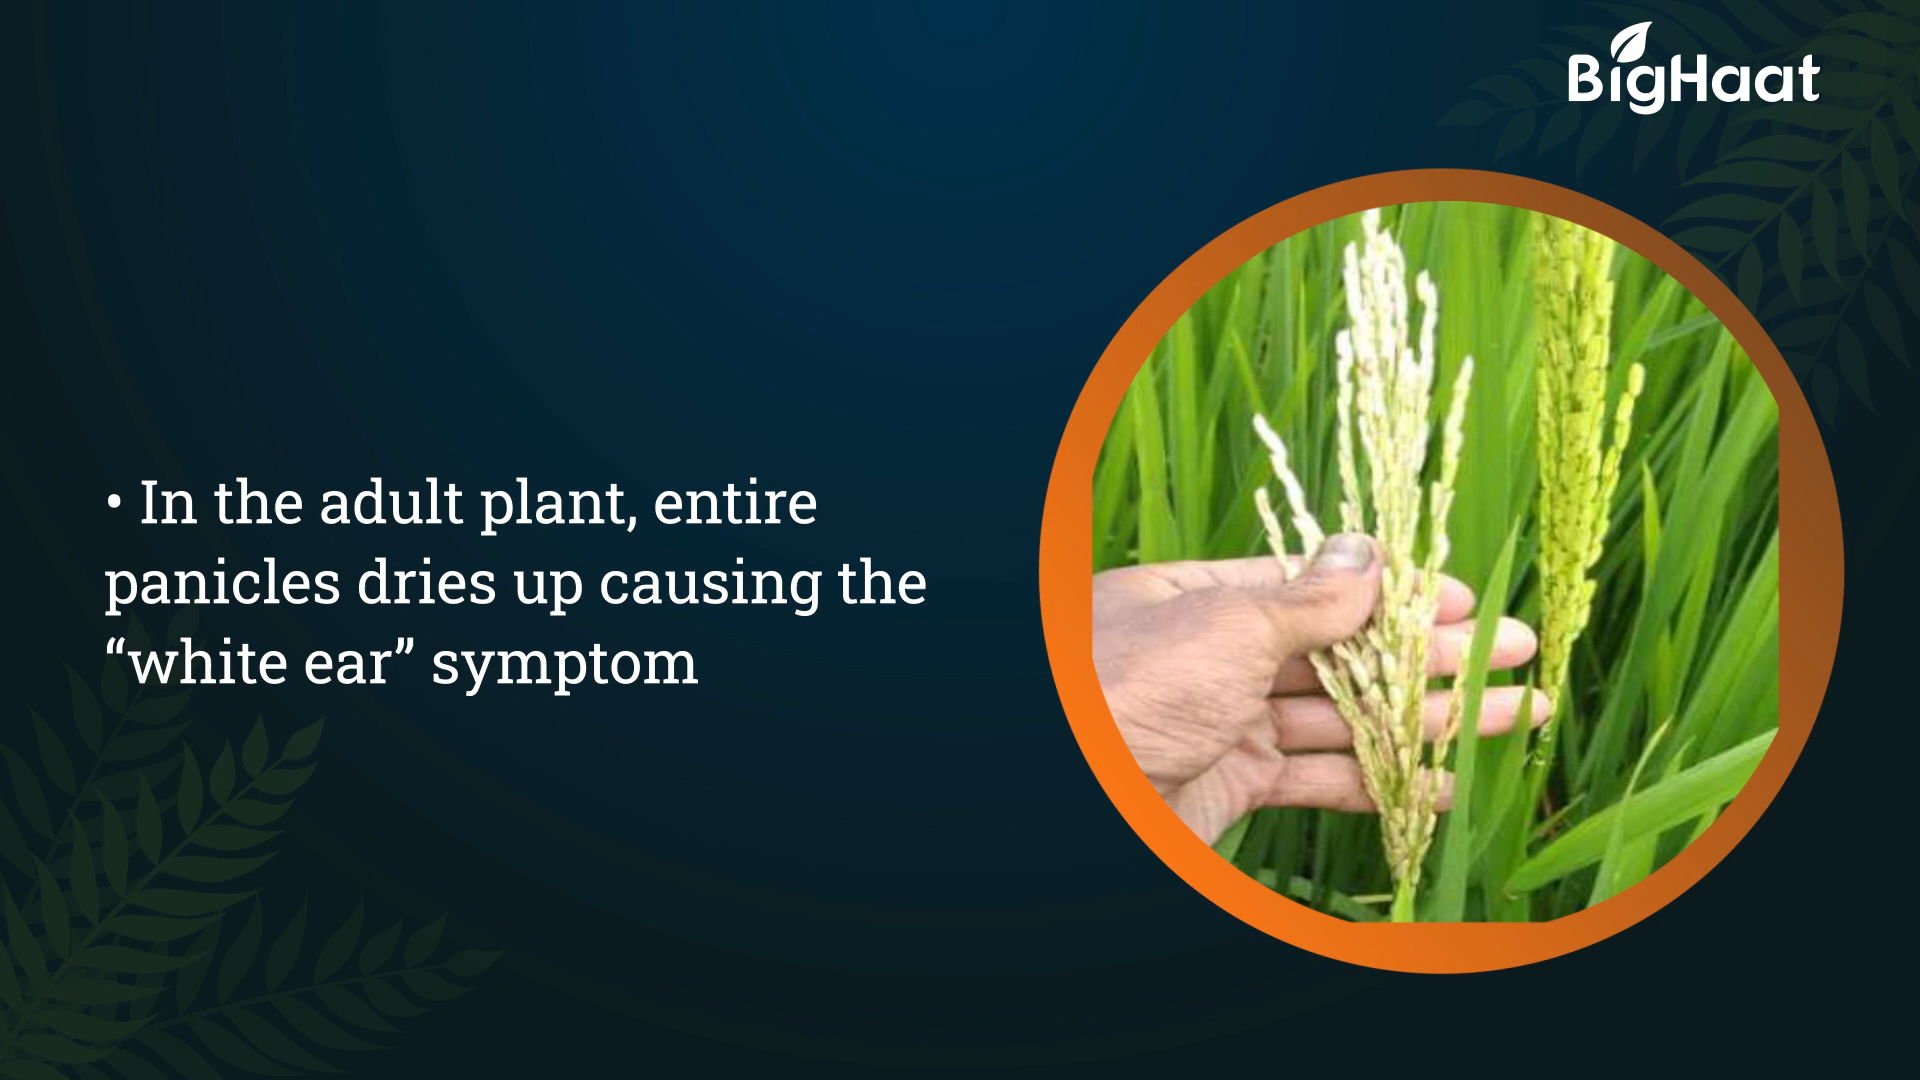 BigHaat
• In the adult plant, entire
panicles dries up causing the
“white ear” symptom